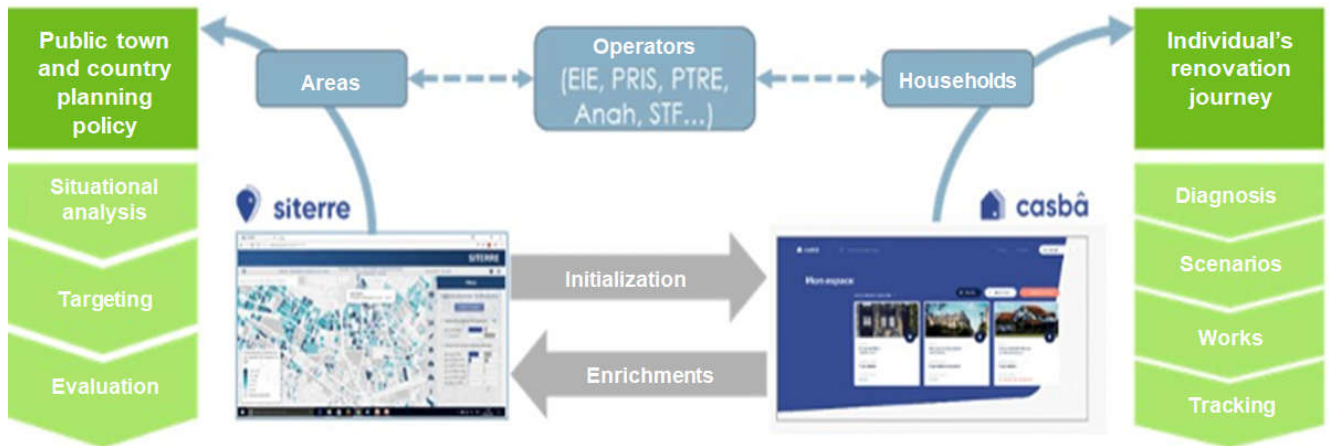 Public town
and country
planning
policy
Situational
analysis
Targeting
Evaluation
Areas
Operators
(EIE, PRIS, PTRE,
Anah, STF...)
Households
siterre
SITERRE
Initialization
Enrichments
casbâ
Mon espace
Individual's
renovation
journey
Diagnosis
Scenarios
Works
Tracking